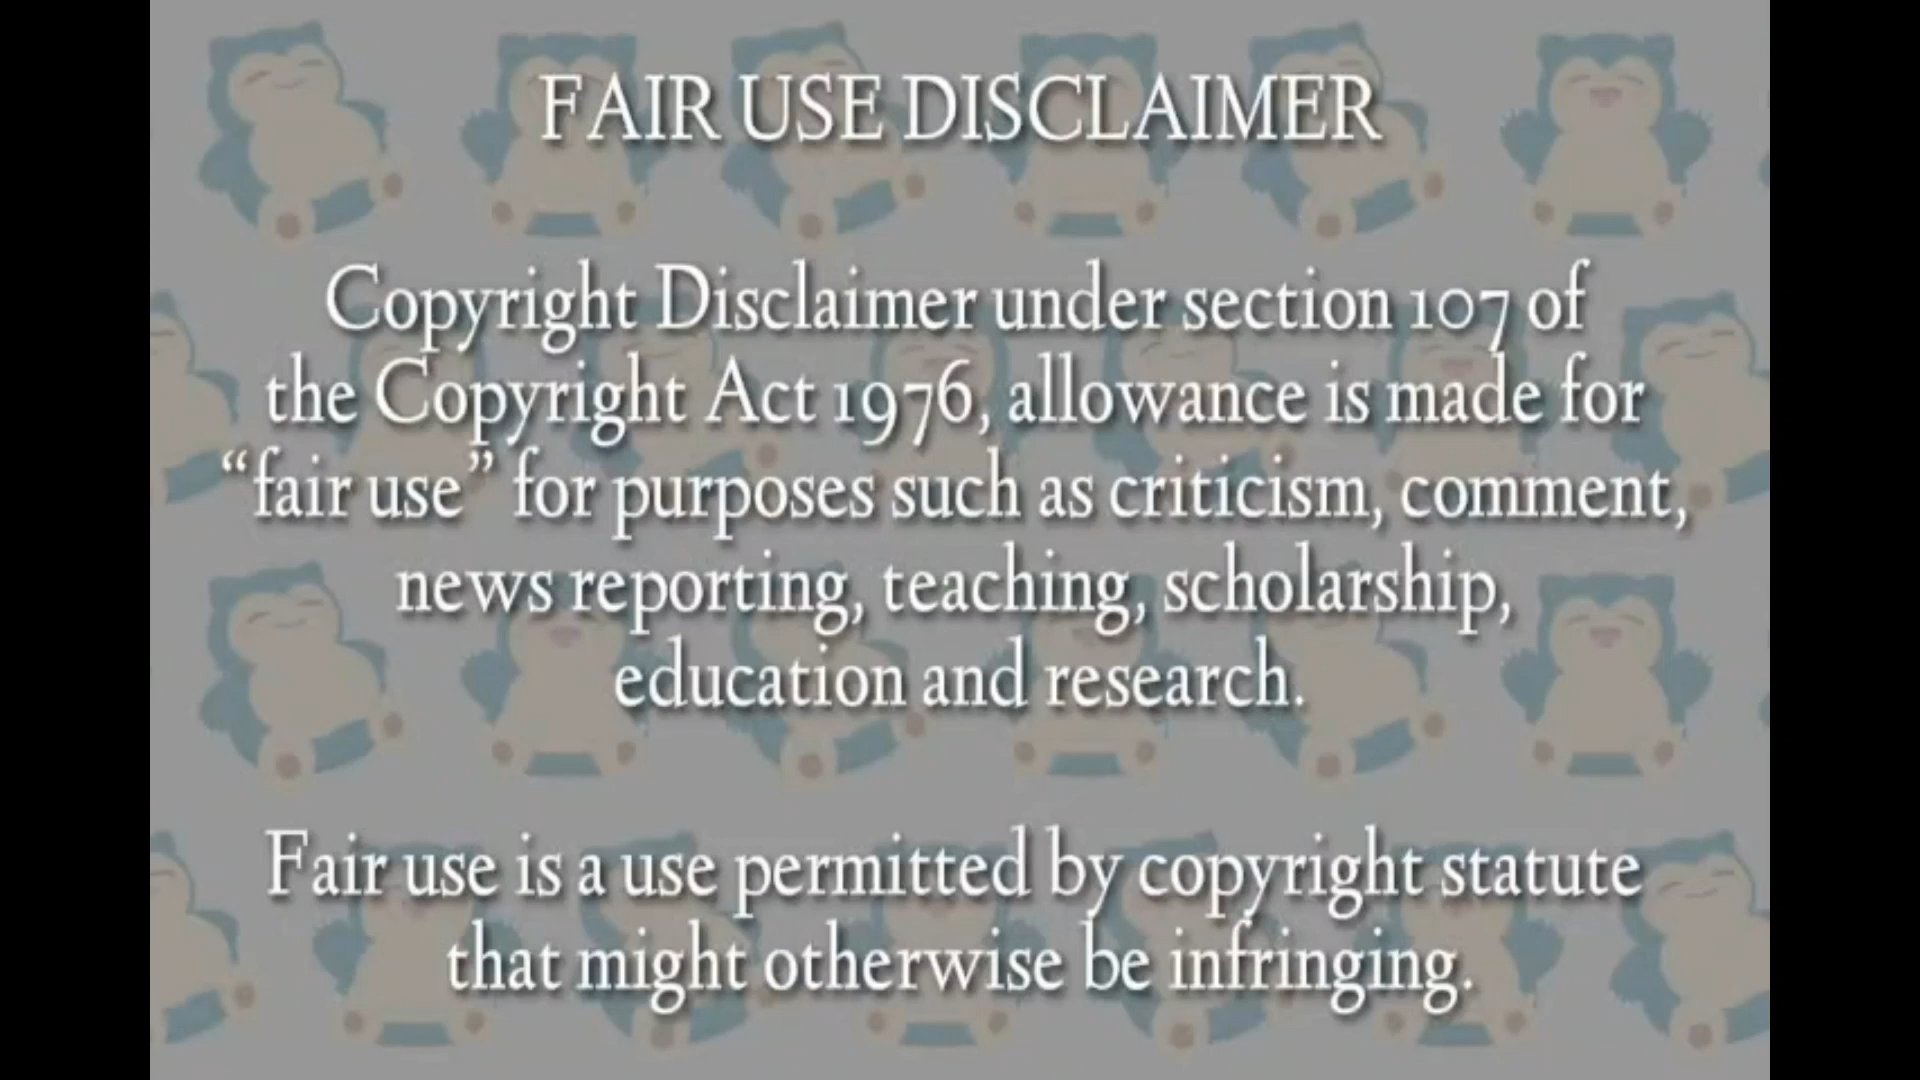 FAIR USE DISCLAIMER
Copyright Disclaimer under section 107 of
the Copyright Act 1976, allowance is made for
“fair use” for purposes such as criticism, comment,
news reporting, teaching, scholarship,
education and research.
Fair use is a use permitted by copyright statute
that might otherwise be infringing.